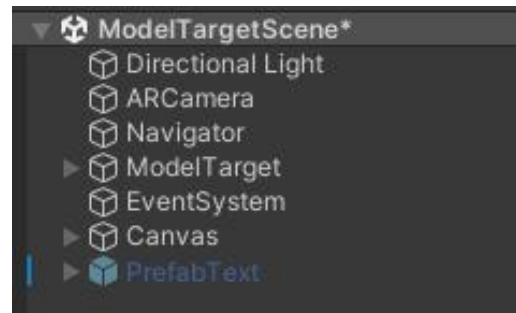 ModelTargetScene*
Directional Light
ARCamera
Navigator
ModelTarget
EventSystem
Canvas
PrefabText